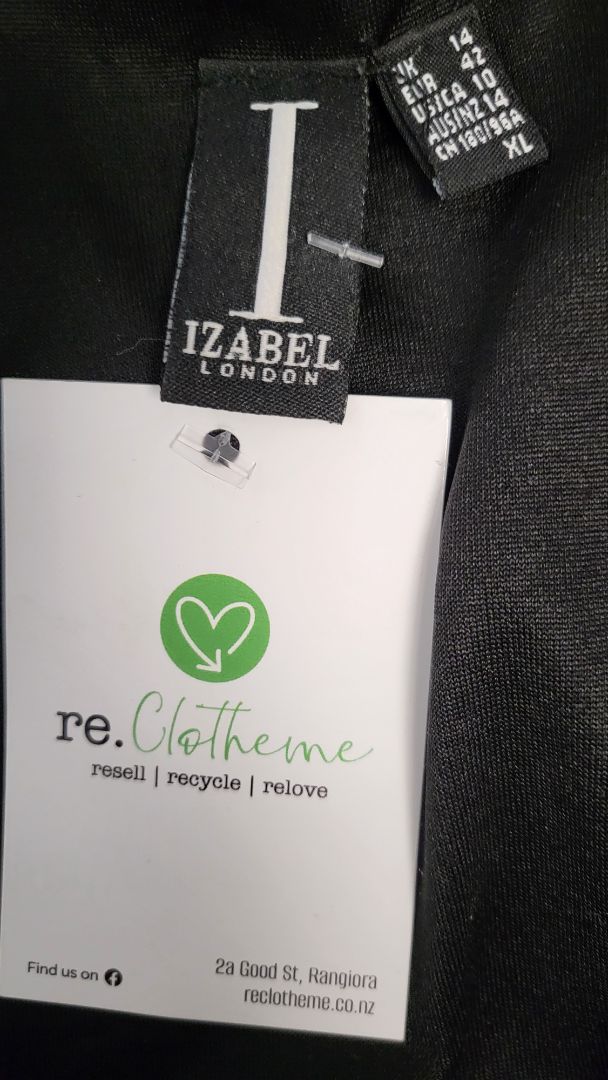 I
IZABEL
LONDON
UK 14
EUR 42
US/CA 10
AUS/NZ 14
CN 180/96A
XL
re.Clotheme
resell | recycle | relove
Find us on
2a Good St, Rangiora
reclotheme.co.nz